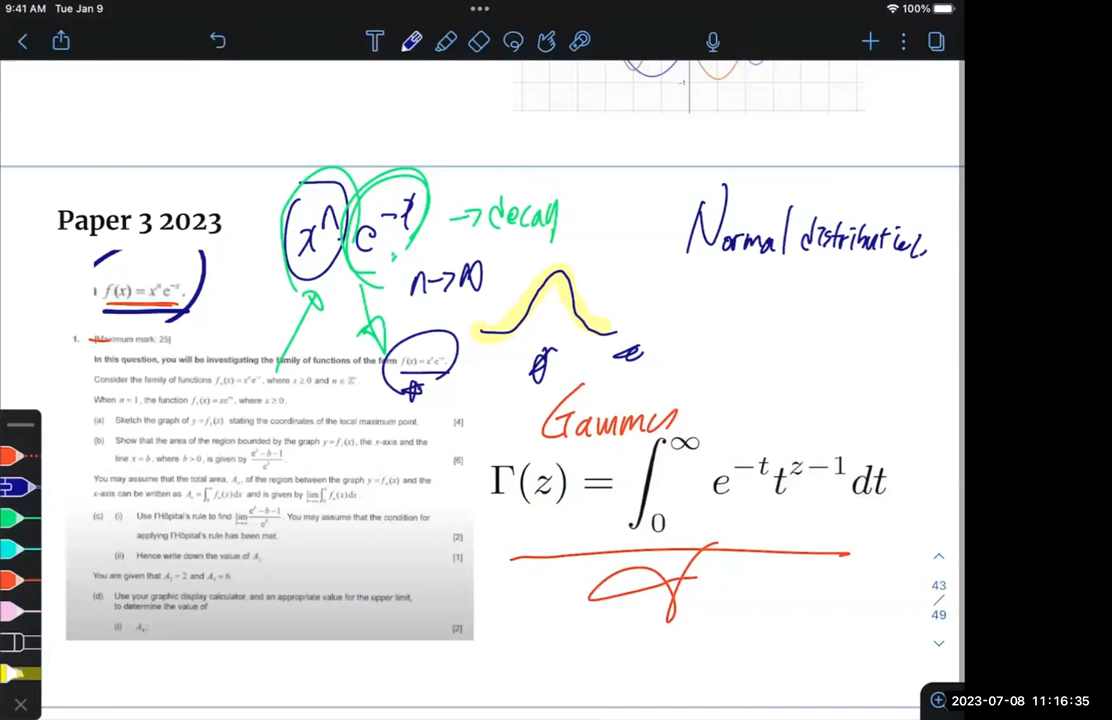 9:41 AM Tue Jan 9
100%
-1
Paper 3 2023
xⁿ e⁻ᵗ → decay
Normal distribution
n→∞
f(x) = xⁿe⁻ˣ.
1. [Maximum mark: 25]
In this question, you will be investigating the family of functions of the form f(x) = xⁿe⁻ˣ.
Consider the family of functions fₙ(x) = xⁿe⁻ˣ, where x ≥ 0 and n ∈ ℤ⁺
When n = 1, the function f₁(x) = xe⁻ˣ, where x ≥ 0.
(a) Sketch the graph of y = f₁(x) stating the coordinates of the local maximum point. [4]
(b) Show that the area of the region bounded by the graph y = f₁(x), the x-axis and the
line x = b, where b > 0, is given by (eᵇ − b − 1)/eᵇ. [6]
You may assume that the total area, Aₙ, of the region between the graph y = fₙ(x) and the
x-axis can be written as Aₙ = ∫₀^∞ fₙ(x)dx and is given by lim ∫₀ᵇ fₙ(x)dx.
(c) (i) Use l'Hôpital's rule to find lim (eᵇ − b − 1)/eᵇ. You may assume that the condition for
applying l'Hôpital's rule has been met. [2]
(ii) Hence write down the value of A₁ [1]
You are given that A₂ = 2 and A₃ = 6.
(d) Use your graphic display calculator, and an appropriate value for the upper limit,
to determine the value of
(i) A₄; [2]
Γ(z) = ∫₀^∞ e⁻ᵗ tᶻ⁻¹ dt
43
/
49
2023-07-08 11:16:35